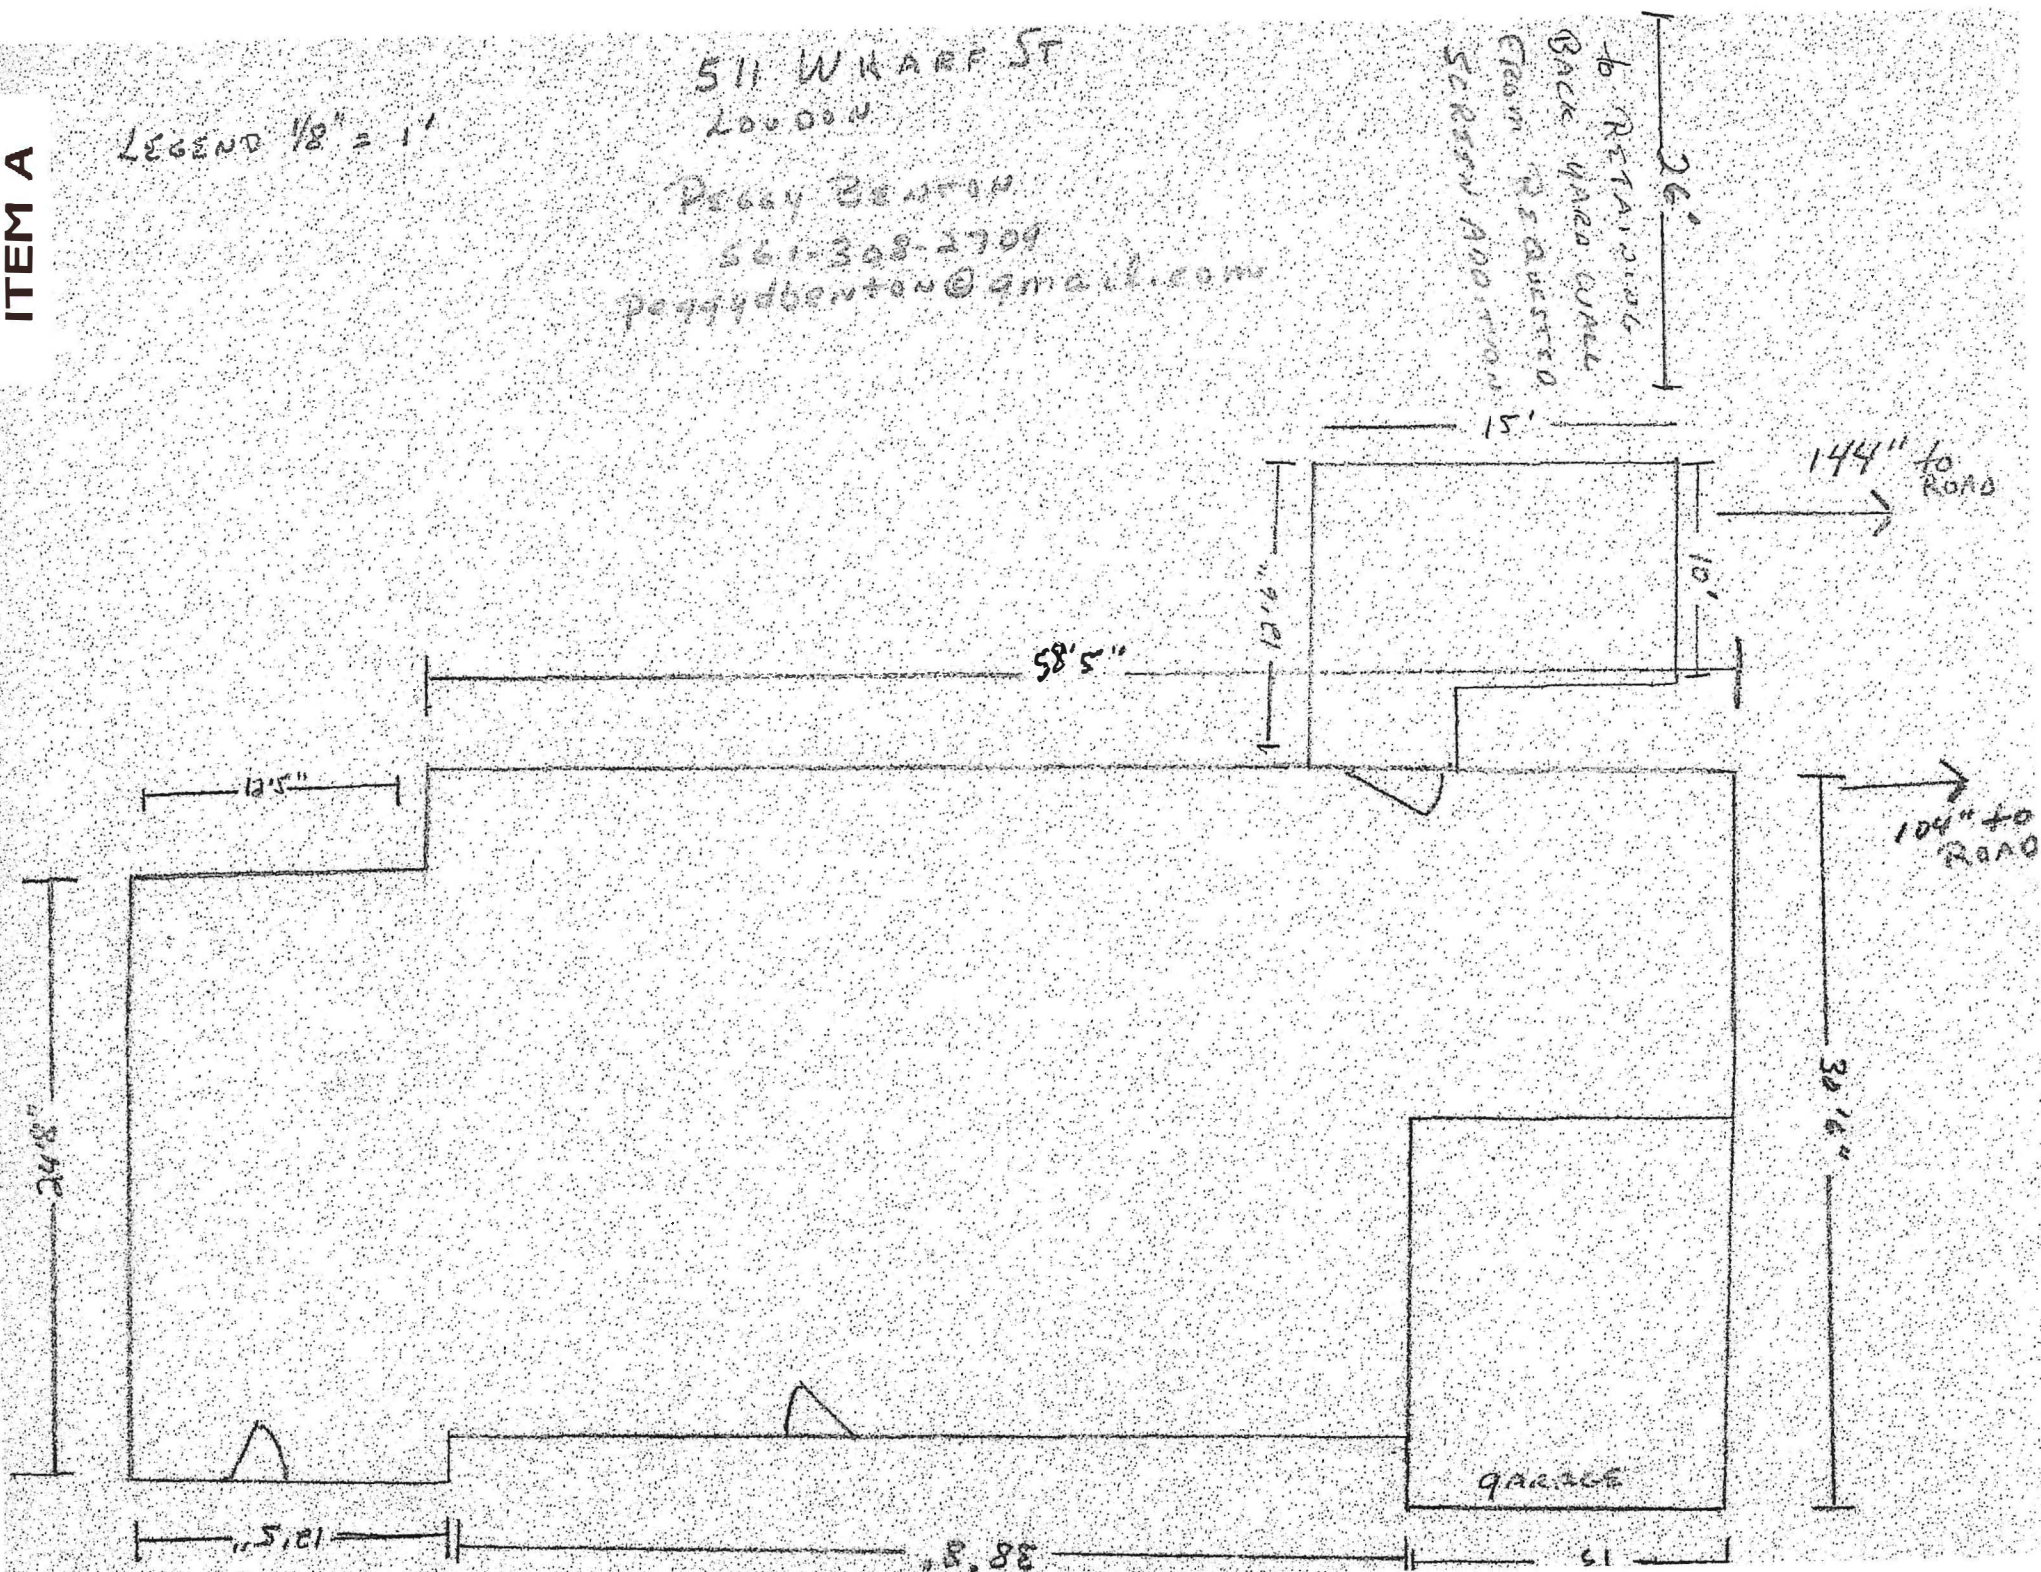 ITEM A
LEGEND 1/8" = 1'
511 WHARF ST
LOUDON
PEGGY BENTON
561-308-2709
peggydbenton@gmail.com
26'
to RETAINING
BACK YARD WALL
FROM REQUESTED
SCREEN ADDITION
15'
144" to
ROAD
12'6"
10'
58'5"
12'5"
104" to
ROAD
24'8"
30'6"
GARAGE
12'5"
38'8"